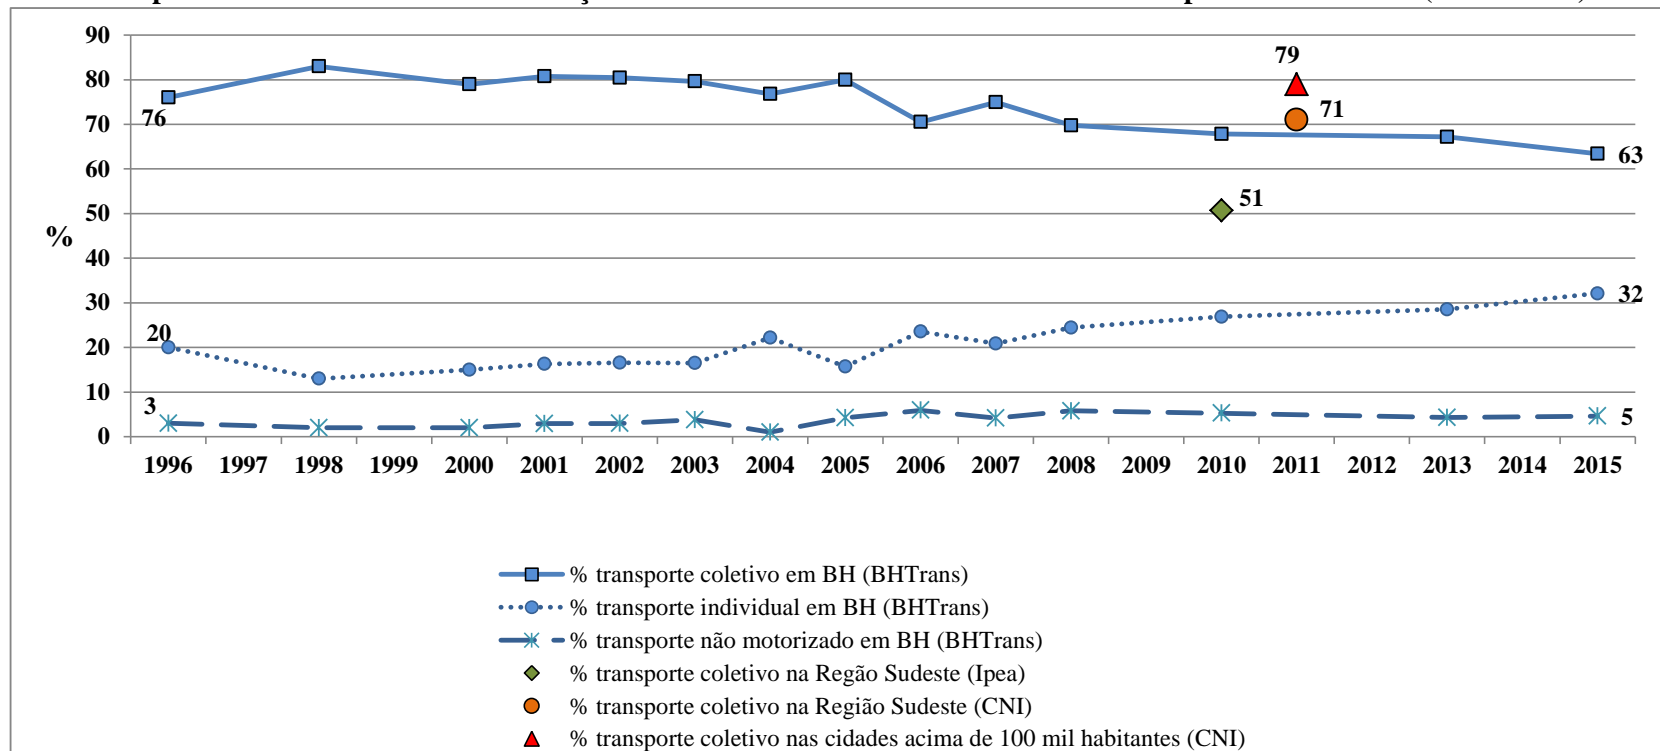 90
80
70
60
50
40
30
20
10
0
%
76
20
3
79
71
51
63
32
5
1996 1997 1998 1999 2000 2001 2002 2003 2004 2005 2006 2007 2008 2009 2010 2011 2012 2013 2014 2015
% transporte coletivo em BH (BHTrans)
% transporte individual em BH (BHTrans)
% transporte não motorizado em BH (BHTrans)
% transporte coletivo na Regão Sudeste (Ipea)
% transporte coletivo na Região Sudeste (CNI)
% transporte coletivo nas cidades acima de 100 mil habitantes (CNI)